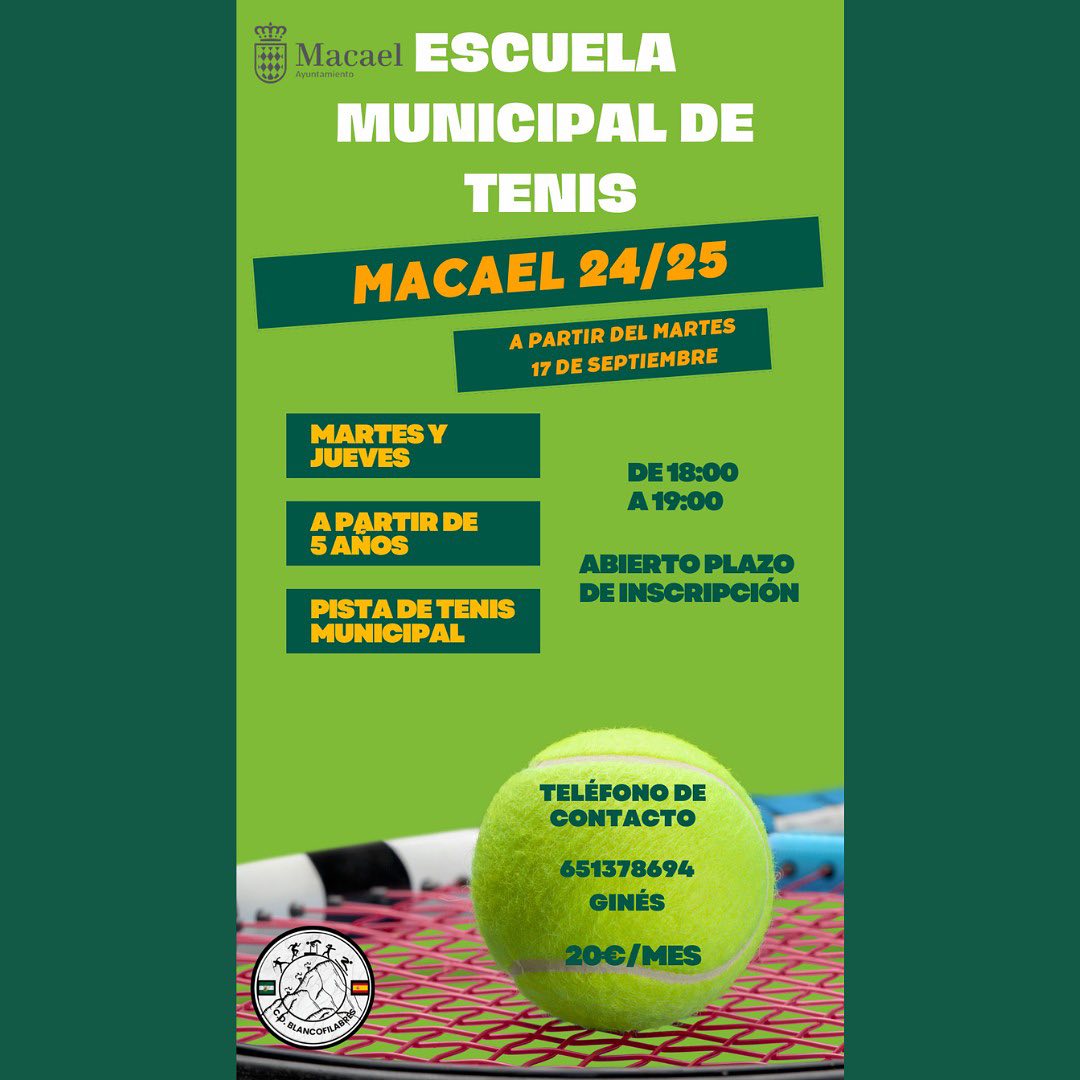 Macael
Ayuntamiento
ESCUELA
MUNICIPAL DE
TENIS
MACAEL 24/25
A PARTIR DEL MARTES
17 DE SEPTIEMBRE
MARTES Y
JUEVES
DE 18:00
A 19:00
A PARTIR DE
5 AÑOS
ABIERTO PLAZO
DE INSCRIPCIÓN
PISTA DE TENIS
MUNICIPAL
TELÉFONO DE
CONTACTO
651378694
GINÉS
20€/MES
C.D. BLANCOFILABRES